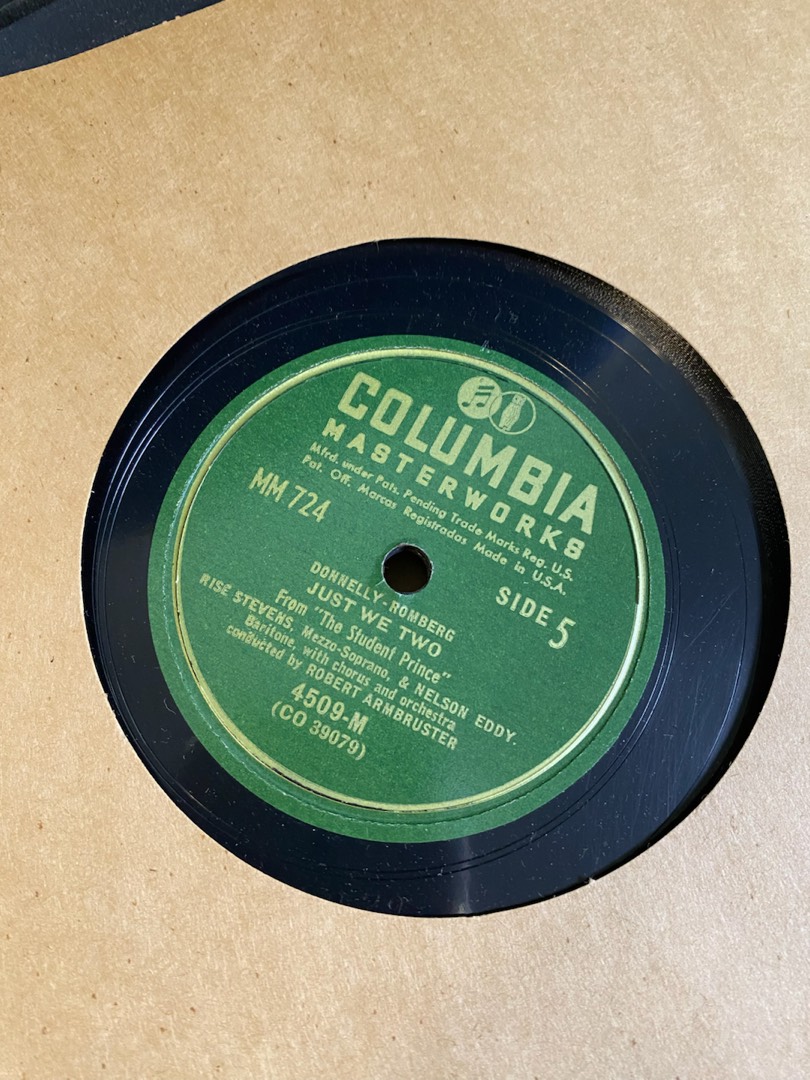 COLUMBIA
MASTERWORKS
Mfrd. under Pats. Pending Trade Marks Reg. U.S.
Pat. Off. Marcas Registradas Made in U.S.A.
MM 724
SIDE 5
DONNELLY-ROMBERG
JUST WE TWO
From "The Student Prince"
RISE STEVENS, Mezzo-Soprano, & NELSON EDDY,
Baritone, with chorus and orchestra
conducted by ROBERT ARMBRUSTER
4509-M
(CO 39079)